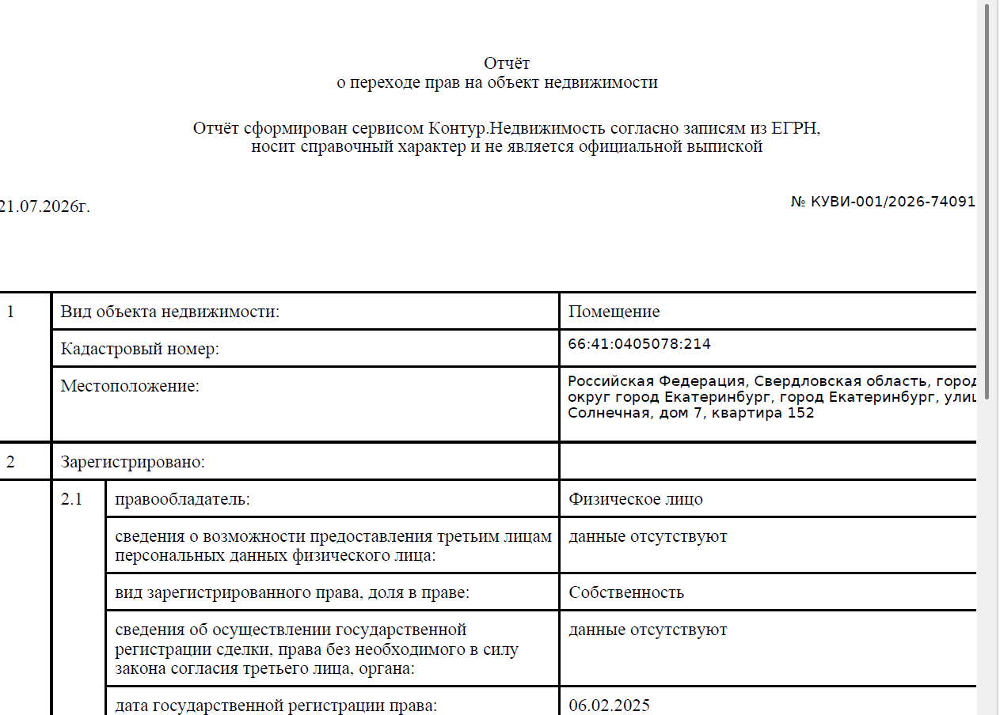 Отчёт
о переходе прав на объект недвижимости
Отчёт сформирован сервисом Контур.Недвижимость согласно записям из ЕГРН,
носит справочный характер и не является официальной выпиской
21.07.2026г.
№ КУВИ-001/2026-74091
1
Вид объекта недвижимости:
Помещение
Кадастровый номер:
66:41:0405078:214
Местоположение:
Российская Федерация, Свердловская область, город
округ город Екатеринбург, город Екатеринбург, улиц
Солнечная, дом 7, квартира 152
2
Зарегистрировано:
2.1
правообладатель:
Физическое лицо
сведения о возможности предоставления третьим лицам
персональных данных физического лица:
данные отсутствуют
вид зарегистрированного права, доля в праве:
Собственность
сведения об осуществлении государственной
регистрации сделки, права без необходимого в силу
закона согласия третьего лица, органа:
данные отсутствуют
дата государственной регистрации права:
06.02.2025